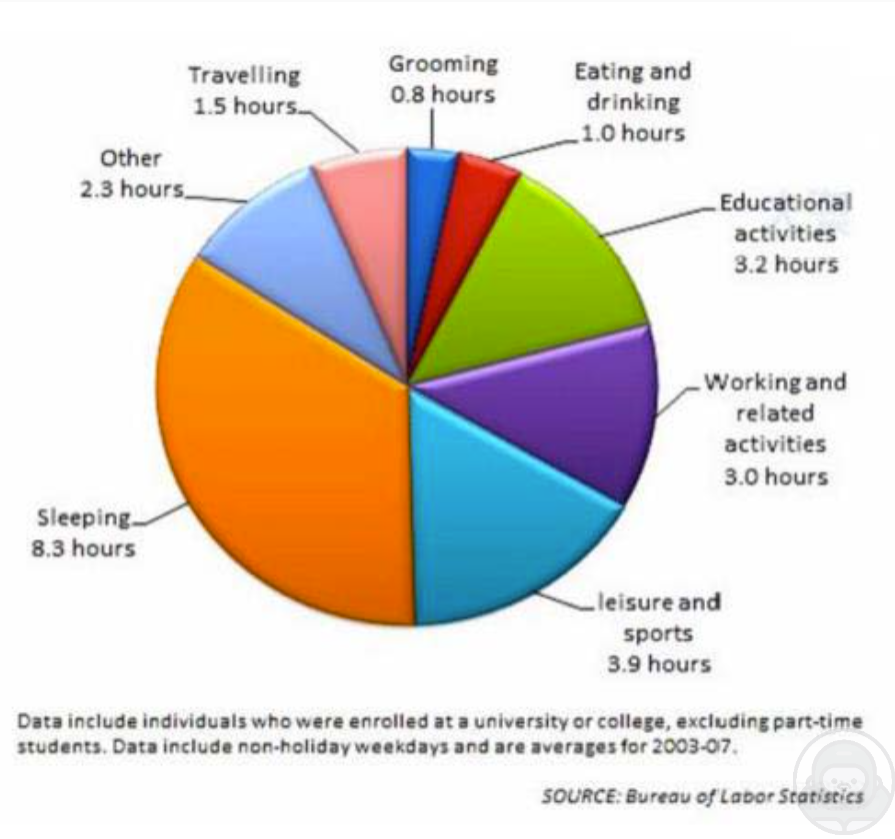 Travelling
1.5 hours
Grooming
0.8 hours
Eating and
drinking
1.0 hours
Other
2.3 hours
Educational
activities
3.2 hours
Working and
related
activities
3.0 hours
Sleeping
8.3 hours
leisure and
sports
3.9 hours
Data include individuals who were enrolled at a university or college, excluding part-time
students. Data include non-holiday weekdays and are averages for 2003-07.
SOURCE: Bureau of Labor Statistics